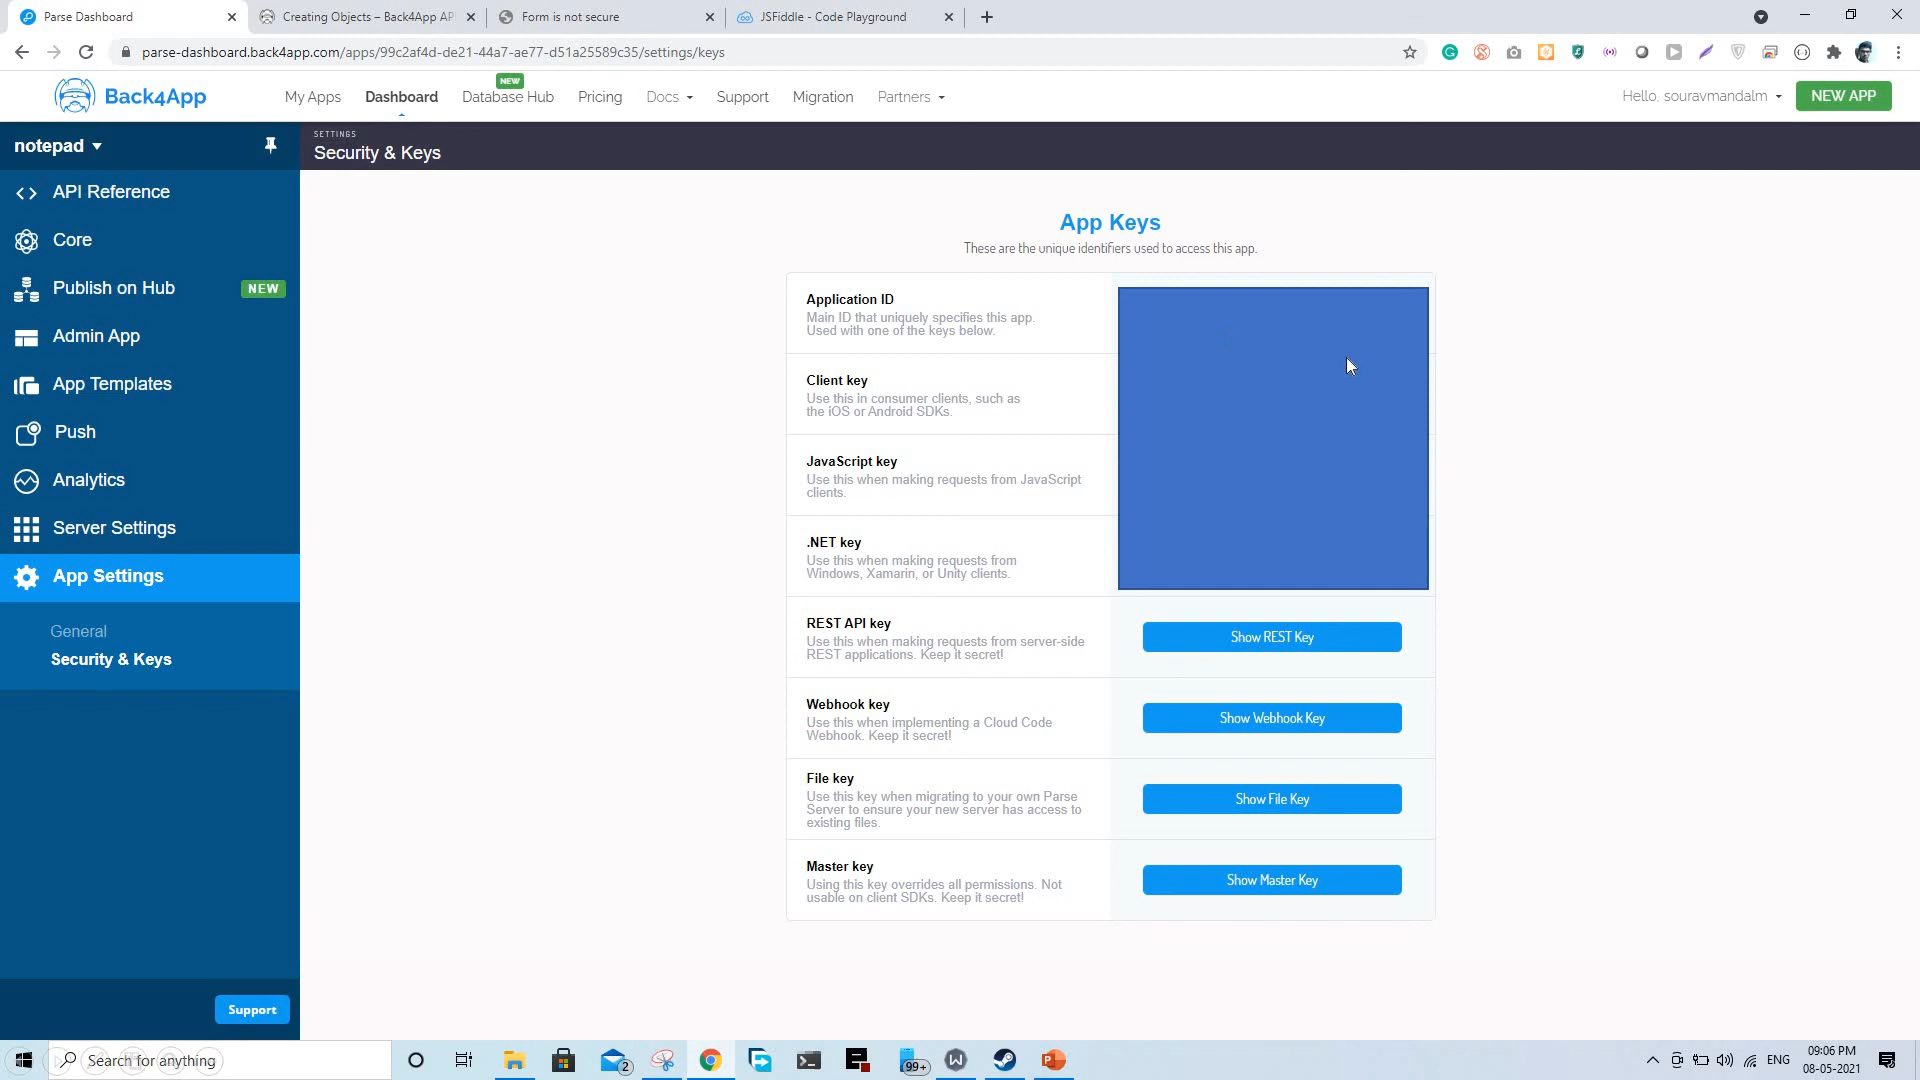 Parse Dashboard
Creating Objects – Back4App AP
Form is not secure
JSFiddle - Code Playground
parse-dashboard.back4app.com/apps/99c2af4d-de21-44a7-ae77-d51a25589c35/settings/keys
Back4App
My Apps
Dashboard
NEW
Database Hub
Pricing
Docs
Support
Migration
Partners
Hello, souravmandalm
NEW APP
notepad
SETTINGS
Security & Keys
API Reference
Core
Publish on Hub
NEW
Admin App
App Templates
Push
Analytics
Server Settings
App Settings
General
Security & Keys
Support
App Keys
These are the unique identifiers used to access this app.
Application ID
Main ID that uniquely specifies this app.
Used with one of the keys below.
Client key
Use this in consumer clients, such as
the iOS or Android SDKs.
JavaScript key
Use this when making requests from JavaScript
clients.
.NET key
Use this when making requests from
Windows, Xamarin, or Unity clients.
REST API key
Use this when making requests from server-side
REST applications. Keep it secret!
Show REST Key
Webhook key
Use this when implementing a Cloud Code
Webhook. Keep it secret!
Show Webhook Key
File key
Use this key when migrating to your own Parse
Server to ensure your new server has access to
existing files.
Show File Key
Master key
Using this key overrides all permissions. Not
usable on client SDKs. Keep it secret!
Show Master Key
Search for anything
2
99+
ENG
09:06 PM
08-05-2021